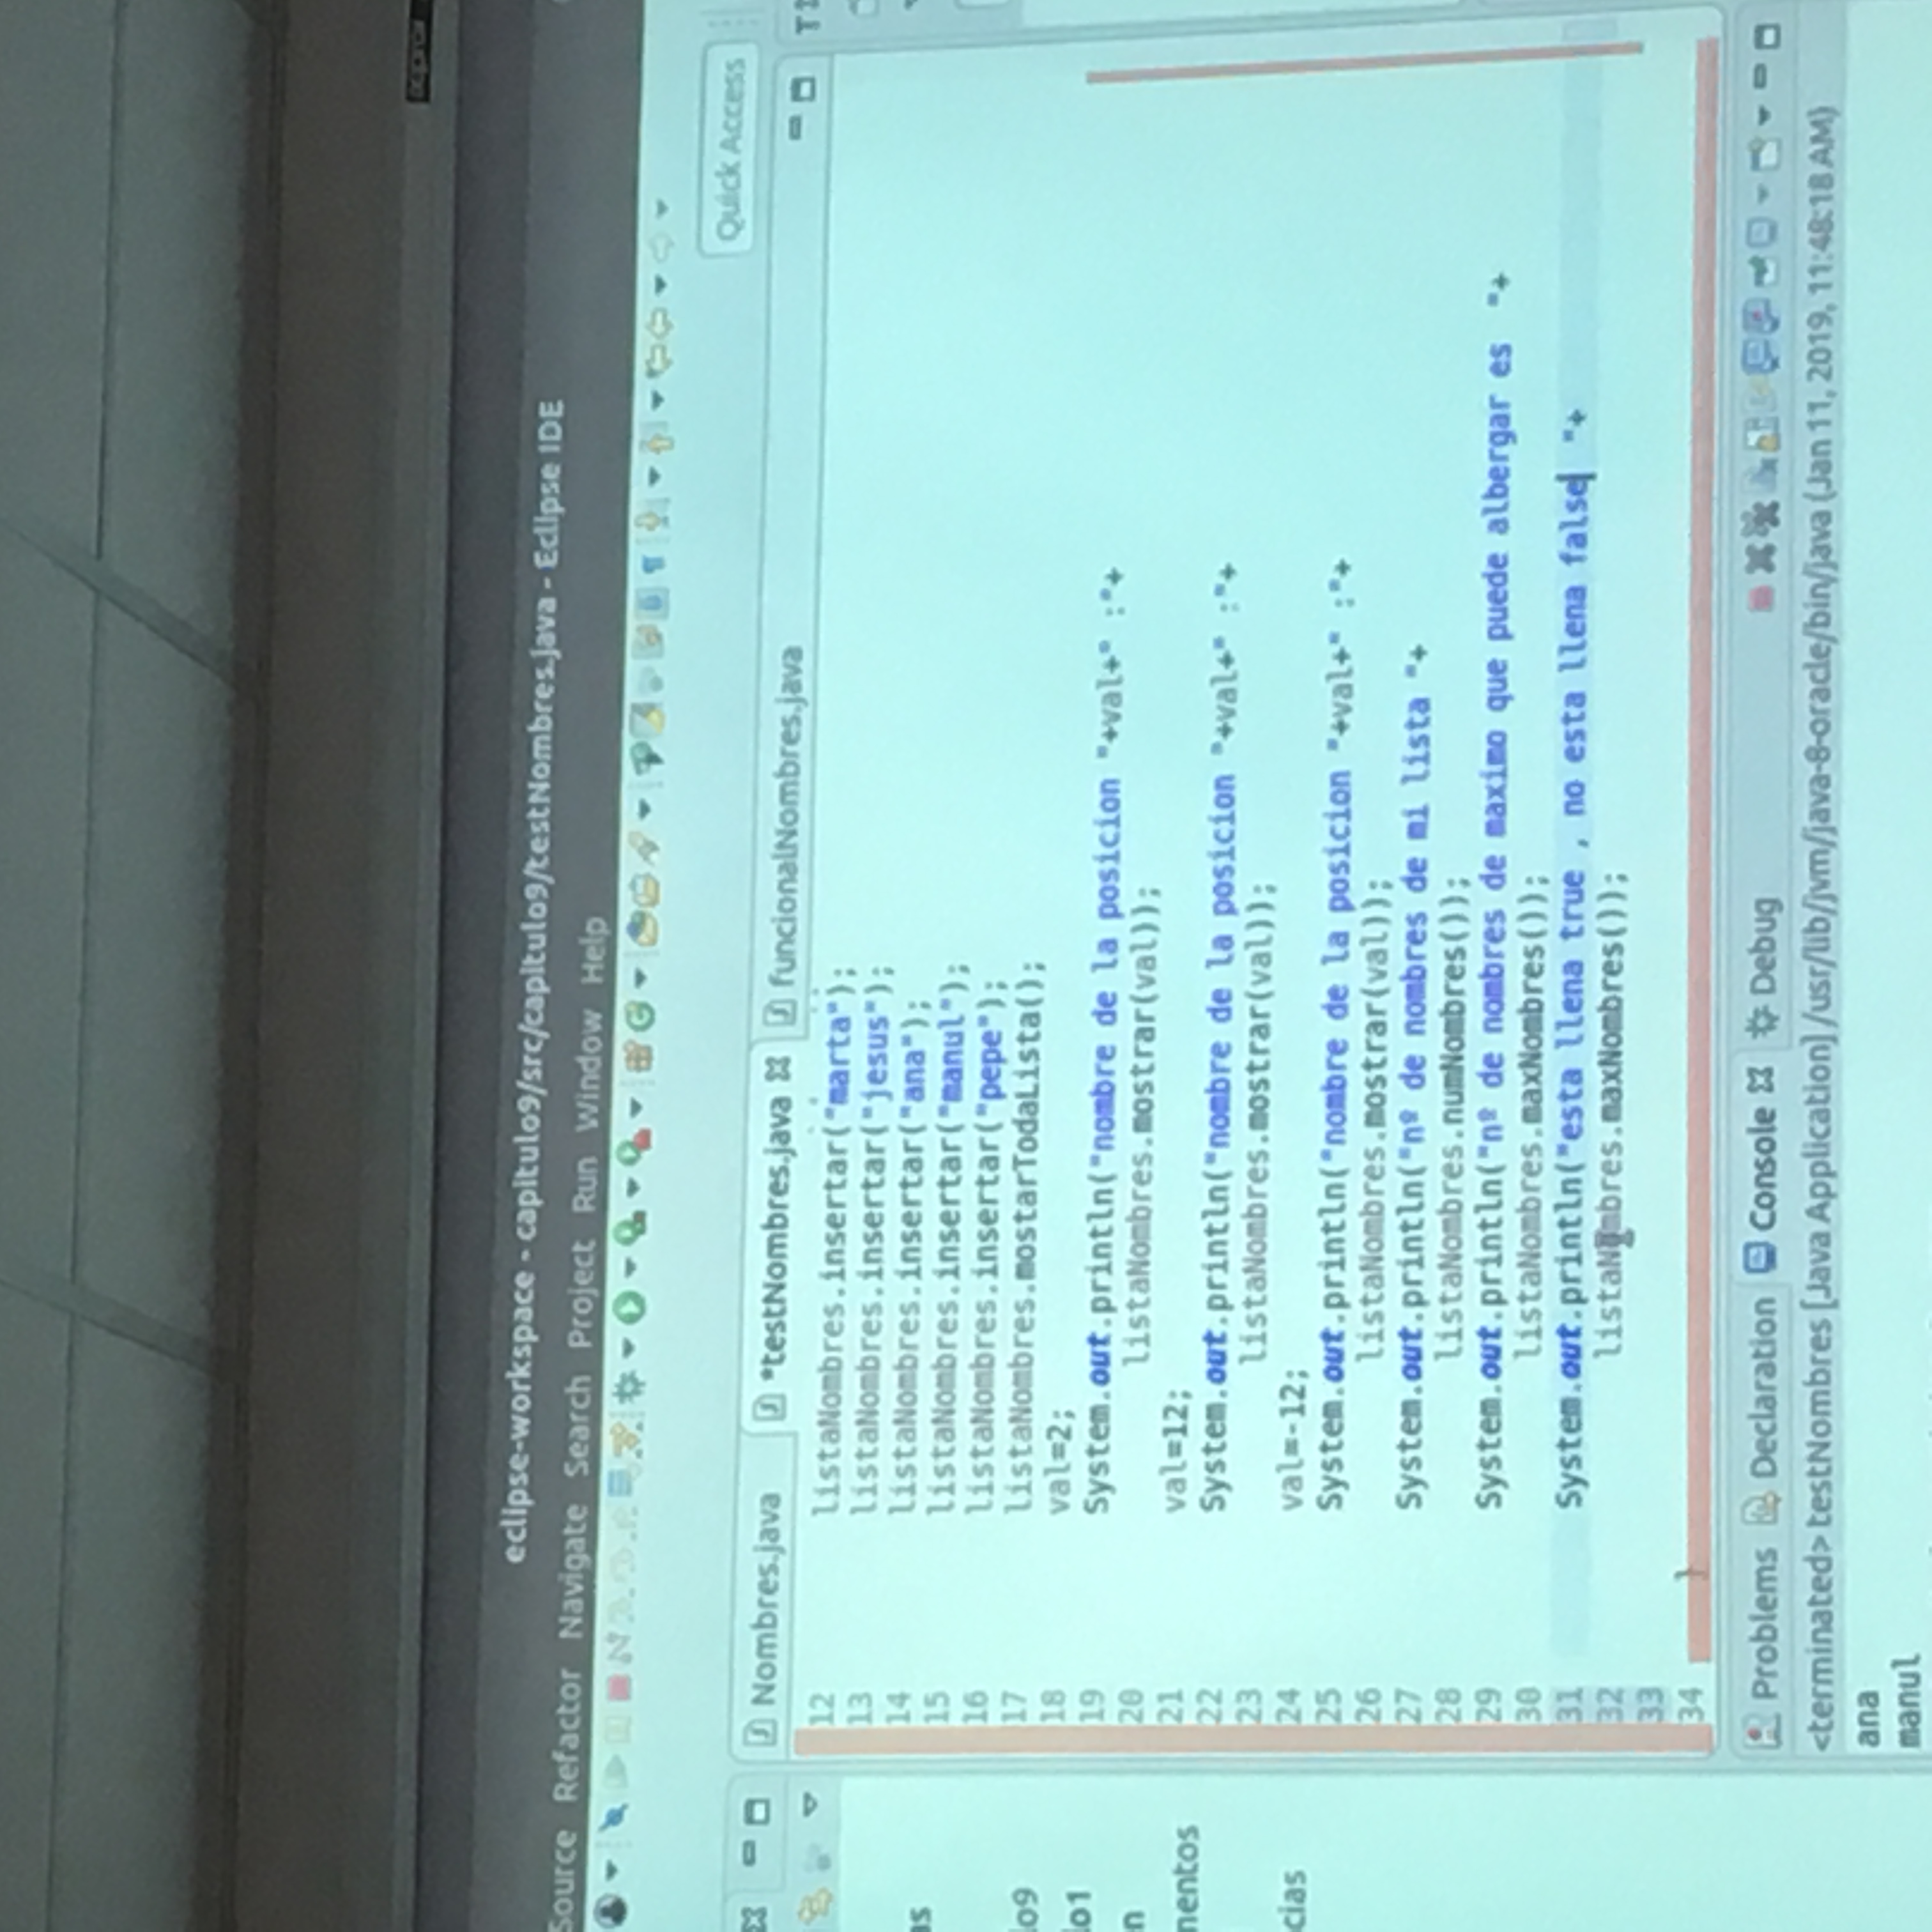 eclipse-workspace - capitulo9/src/capitulo9/testNombres.java - Eclipse IDE
Source Refactor Navigate Search Project Run Window Help
Quick Access
Nombres.java *testNombres.java funcionalNombres.java
12 listaNombres.insertar("marta");
13 listaNombres.insertar("jesus");
14 listaNombres.insertar("ana");
15 listaNombres.insertar("manul");
16 listaNombres.insertar("pepe");
17 listaNombres.mostarTodaLista();
18 val=2;
19 System.out.println("nombre de la posicion "+val+" :"+
20 listaNombres.mostrar(val));
21 val=12;
22 System.out.println("nombre de la posicion "+val+" :"+
23 listaNombres.mostrar(val));
24 val=-12;
25 System.out.println("nombre de la posicion "+val+" :"+
26 listaNombres.mostrar(val));
27 System.out.println("nº de nombres de mi lista "+
28 listaNombres.numNombres());
29 System.out.println("nº de nombres de maximo que puede albergar es "+
30 listaNombres.maxNombres());
31 System.out.println("esta llena true , no esta llena false "+
32 listaNombres.maxNombres());
33
34 }
as
lo9
lo1
n
mentos
cias
Problems Declaration Console Debug
<terminated> testNombres [Java Application] /usr/lib/jvm/java-8-oracle/bin/java (Jan 11, 2019, 11:48:18 AM)
ana
manul